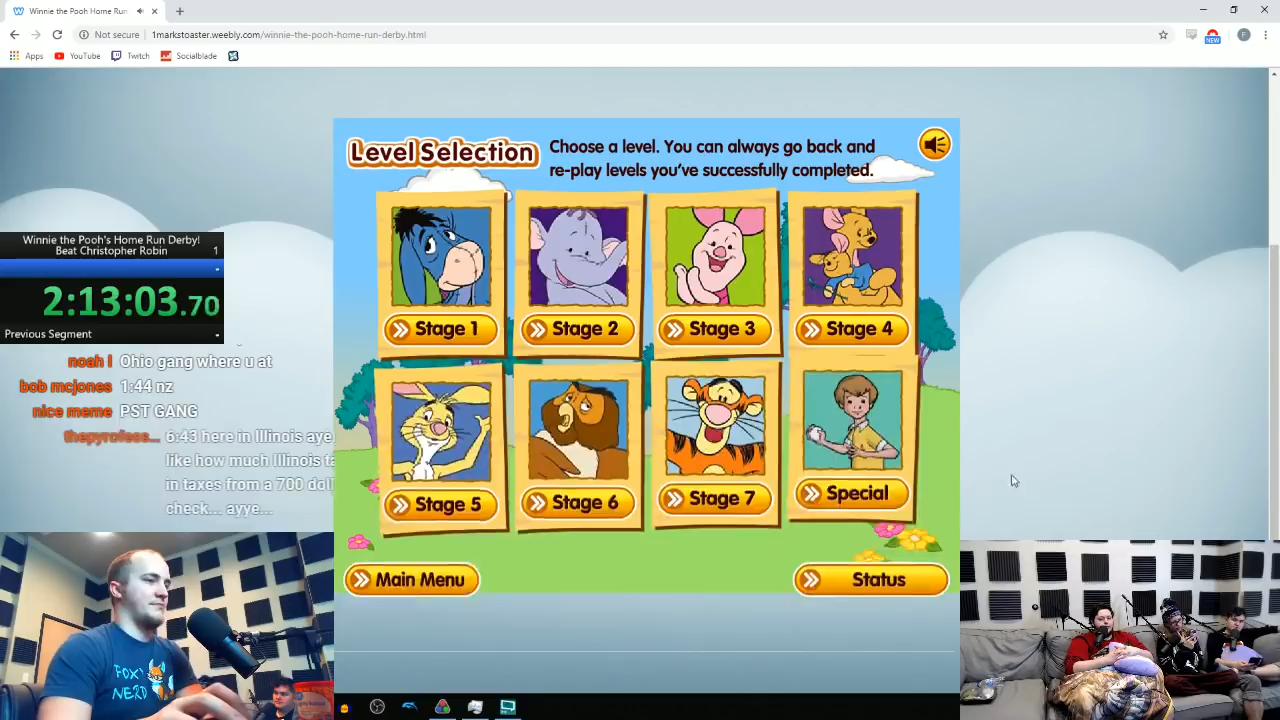 Winnie the Pooh Home Run
Not secure 1markstoaster.weebly.com/winnie-the-pooh-home-run-derby.html
NEW
F
Apps YouTube Twitch Socialblade
Level Selection
Choose a level. You can always go back and
re-play levels you've successfully completed.
Winnie the Pooh's Home Run Derby!
Beat Christopher Robin 1
-
2:13:03.70
Previous Segment -
Stage 1
Stage 2
Stage 3
Stage 4
noah l Ohio gang where u at
bob mcjones 1:44 nz
nice meme PST GANG
6:43 here in Illinois aye
like how much Illinois
in taxes from a 700
check... ayye...
Stage 5
Stage 6
Stage 7
Special
Main Menu
Status
FOXY
NERD